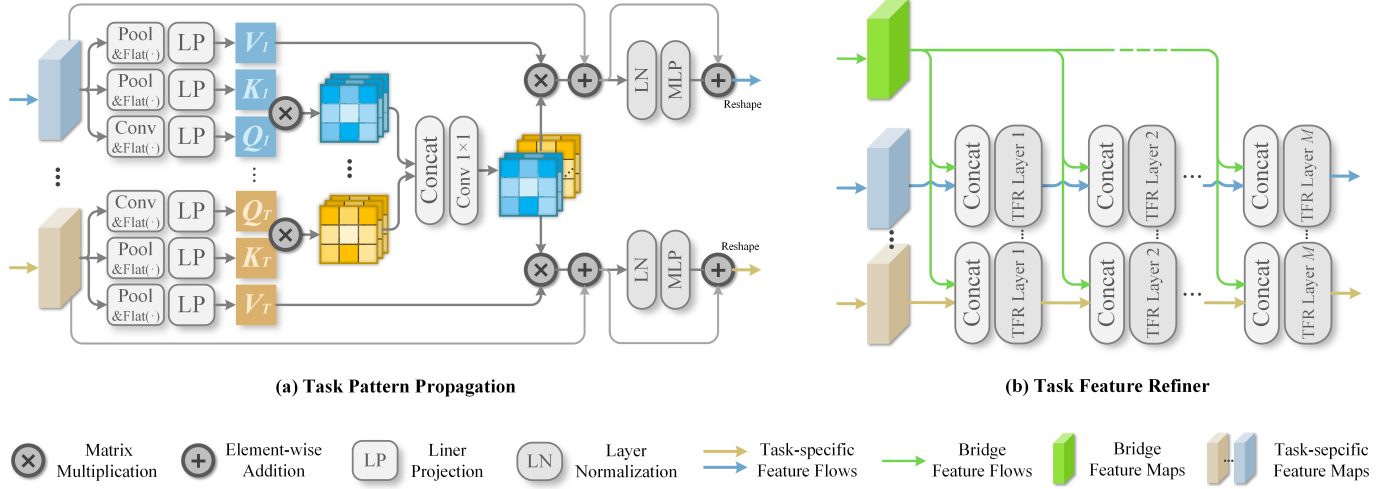 Pool
&Flat(·)
LP
V1
Pool
&Flat(·)
LP
K1
Conv
&Flat(·)
LP
Q1
Conv
&Flat(·)
LP
QT
Pool
&Flat(·)
LP
KT
Pool
&Flat(·)
LP
VT
Concat
Conv 1×1
LN
MLP
Reshape
LN
MLP
Reshape
(a) Task Pattern Propagation
Concat
TFR Layer 1
Concat
TFR Layer 2
Concat
TFR Layer M
Concat
TFR Layer 1
Concat
TFR Layer 2
Concat
TFR Layer M
(b) Task Feature Refiner
Matrix
Multiplication
Element-wise
Addition
LP
Liner
Projection
LN
Layer
Normalization
Task-specific
Feature Flows
Bridge
Feature Flows
Bridge
Feature Maps
Task-sepcific
Feature Maps